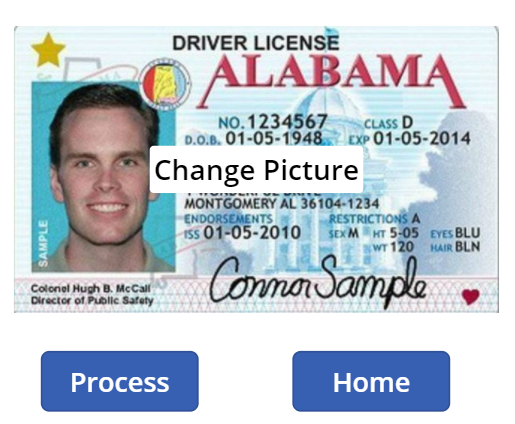 DRIVER LICENSE
ALABAMA
NO. 1234567 CLASS D
D.O.B. 01-05-1948 EXP 01-05-2014
Change Picture
MONTGOMERY AL 36104-1234
ENDORSEMENTS RESTRICTIONS A
ISS 01-05-2010 SEX M HT 5-05 EYES BLU
WT 120 HAIR BLN
SAMPLE
Connor Sample
Colonel Hugh B. McCall
Director of Public Safety
Process Home